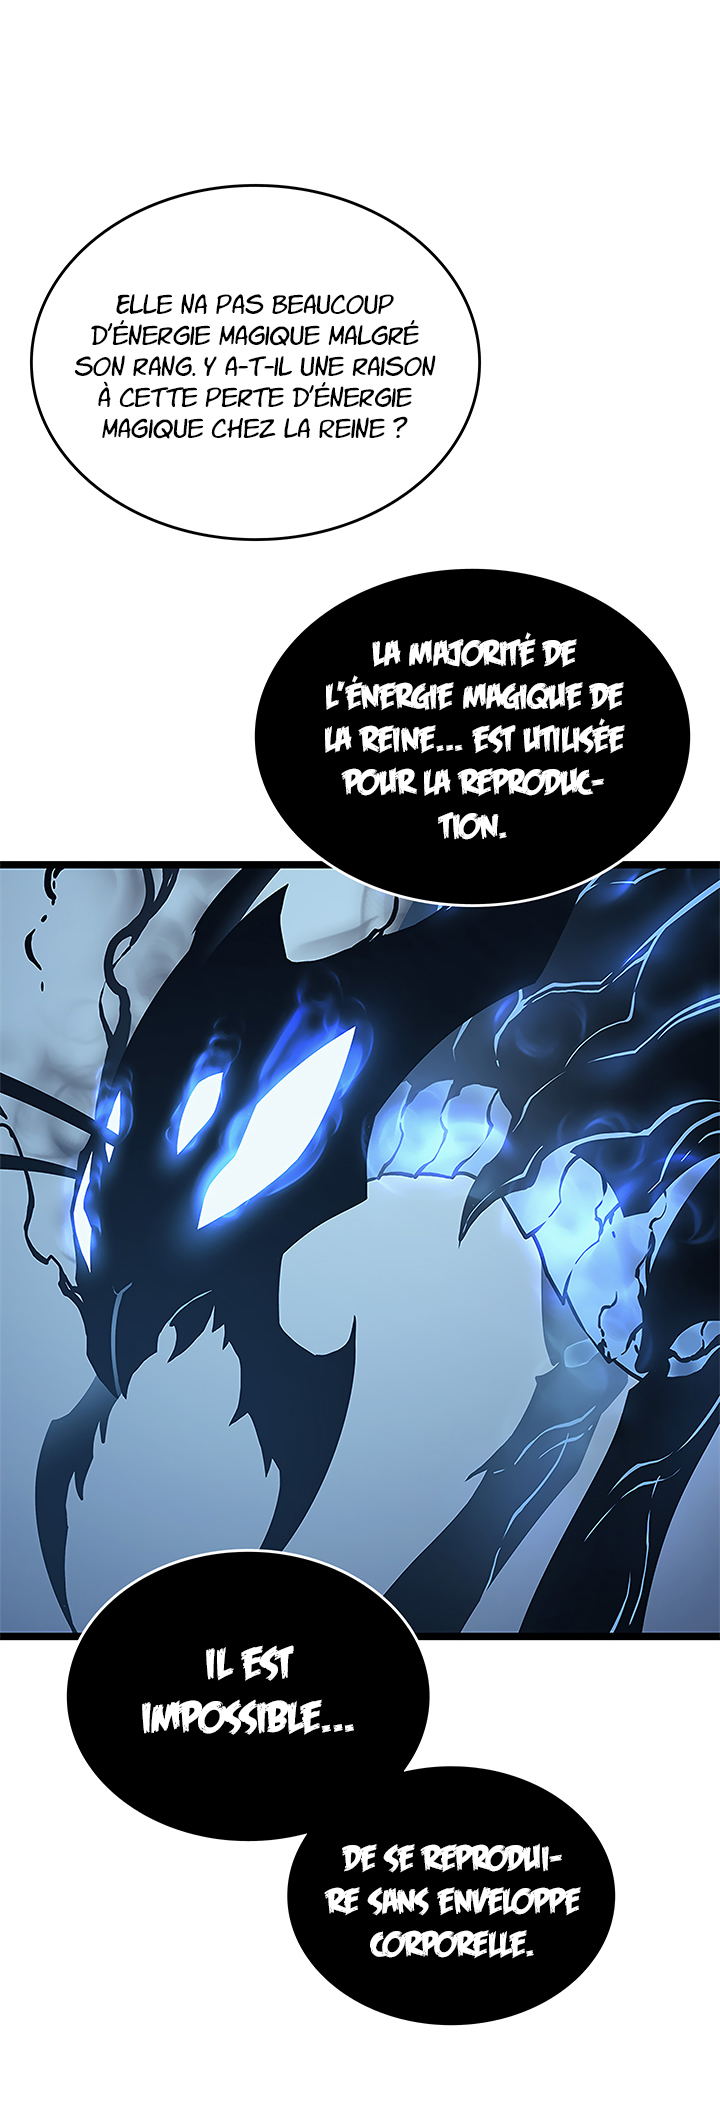 ELLE NA PAS BEAUCOUP
D'ÉNERGIE MAGIQUE MALGRÉ
SON RANG. Y A-T-IL UNE RAISON
À CETTE PERTE D'ÉNERGIE
MAGIQUE CHEZ LA REINE ?
LA MAJORITÉ DE
L'ÉNERGIE MAGIQUE DE
LA REINE... EST UTILISÉE
POUR LA REPRODUC-
TION.
IL EST
IMPOSSIBLE...
DE SE REPRODUI-
RE SANS ENVELOPPE
CORPORELLE.